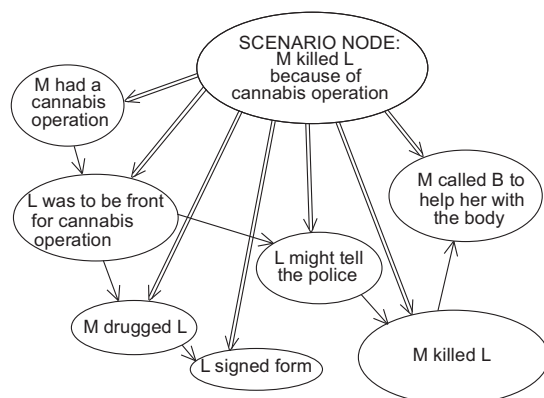 SCENARIO NODE:
M killed L
because of
cannabis operation
M had a
cannabis
operation
L was to be front
for cannabis
operation
M called B to
help her with
the body
L might tell
the police
M drugged L
L signed form
M killed L